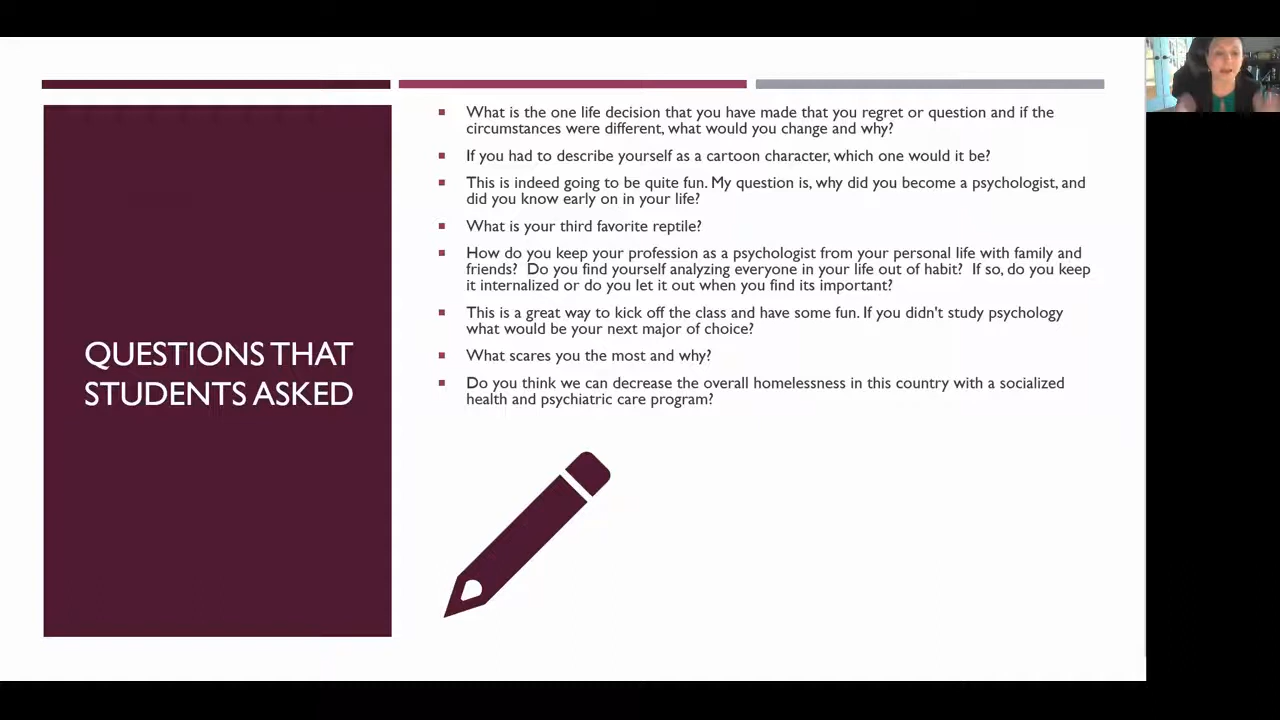 QUESTIONS THAT
STUDENTS ASKED
What is the one life decision that you have made that you regret or question and if the
circumstances were different, what would you change and why?
If you had to describe yourself as a cartoon character, which one would it be?
This is indeed going to be quite fun. My question is, why did you become a psychologist, and
did you know early on in your life?
What is your third favorite reptile?
How do you keep your profession as a psychologist from your personal life with family and
friends?  Do you find yourself analyzing everyone in your life out of habit?  If so, do you keep
it internalized or do you let it out when you find its important?
This is a great way to kick off the class and have some fun. If you didn't study psychology
what would be your next major of choice?
What scares you the most and why?
Do you think we can decrease the overall homelessness in this country with a socialized
health and psychiatric care program?